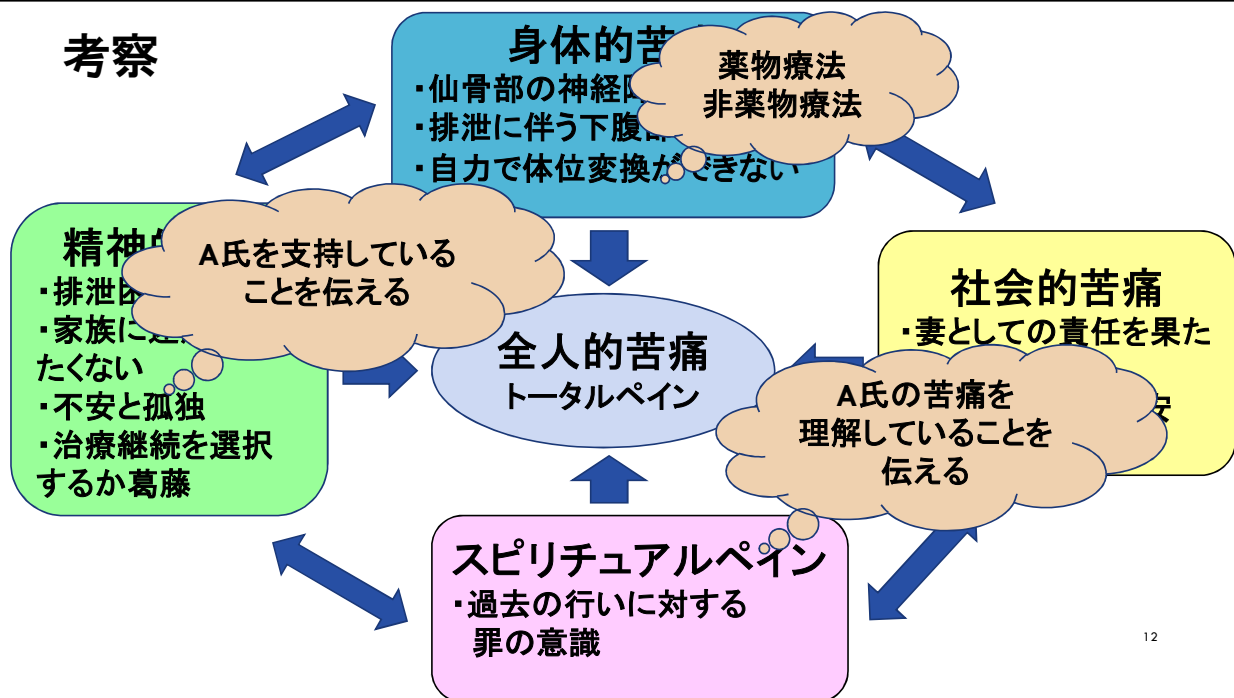 考察
身体的苦
・仙骨部の神経
・排泄に伴う下腹部
・自力で体位変換ができない
薬物療法
非薬物療法
精神的
・排泄困
・家族に
たくない
・不安と孤独
・治療継続を選択
するか葛藤
A氏を支持している
ことを伝える
全人的苦痛
トータルペイン
社会的苦痛
・妻としての責任を果た
安
A氏の苦痛を
理解していることを
伝える
スピリチュアルペイン
・過去の行いに対する
罪の意識
12